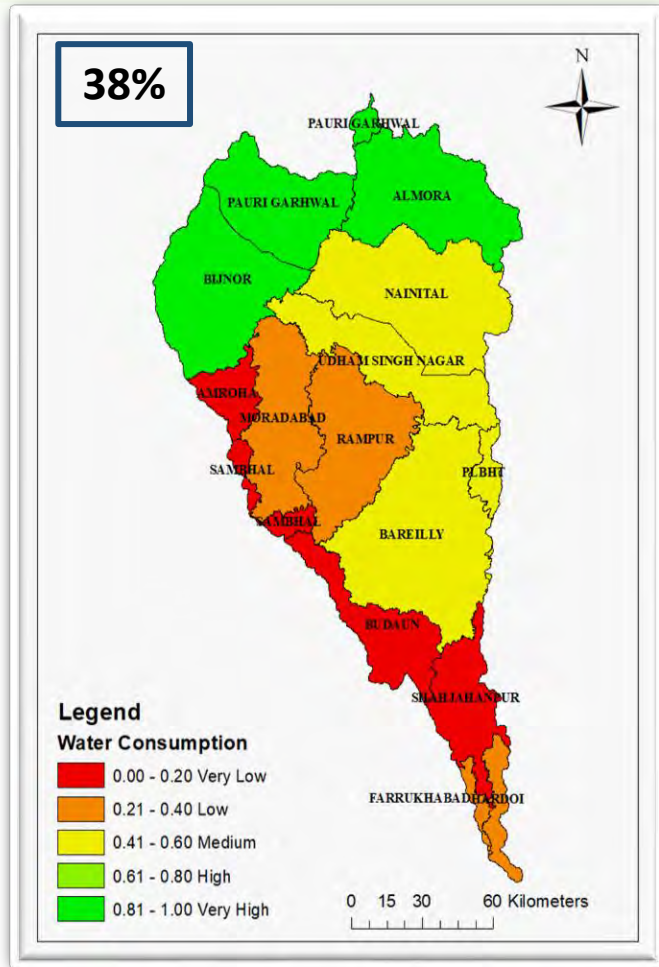 38%
N
PAURI GARHWAL
PAURI GARHWAL
ALMORA
BIJNOR
NAINITAL
UDHAM SINGH NAGAR
AMROHA
MORADABAD
RAMPUR
SAMBHAL
PLBHT
SAMBHAL
BAREILLY
BUDAUN
SHAHJAHANPUR
FARRUKHABAD
HARDOI
Legend
Water Consumption
0.00 - 0.20 Very Low
0.21 - 0.40 Low
0.41 - 0.60 Medium
0.61 - 0.80 High
0.81 - 1.00 Very High
0 15 30 60 Kilometers